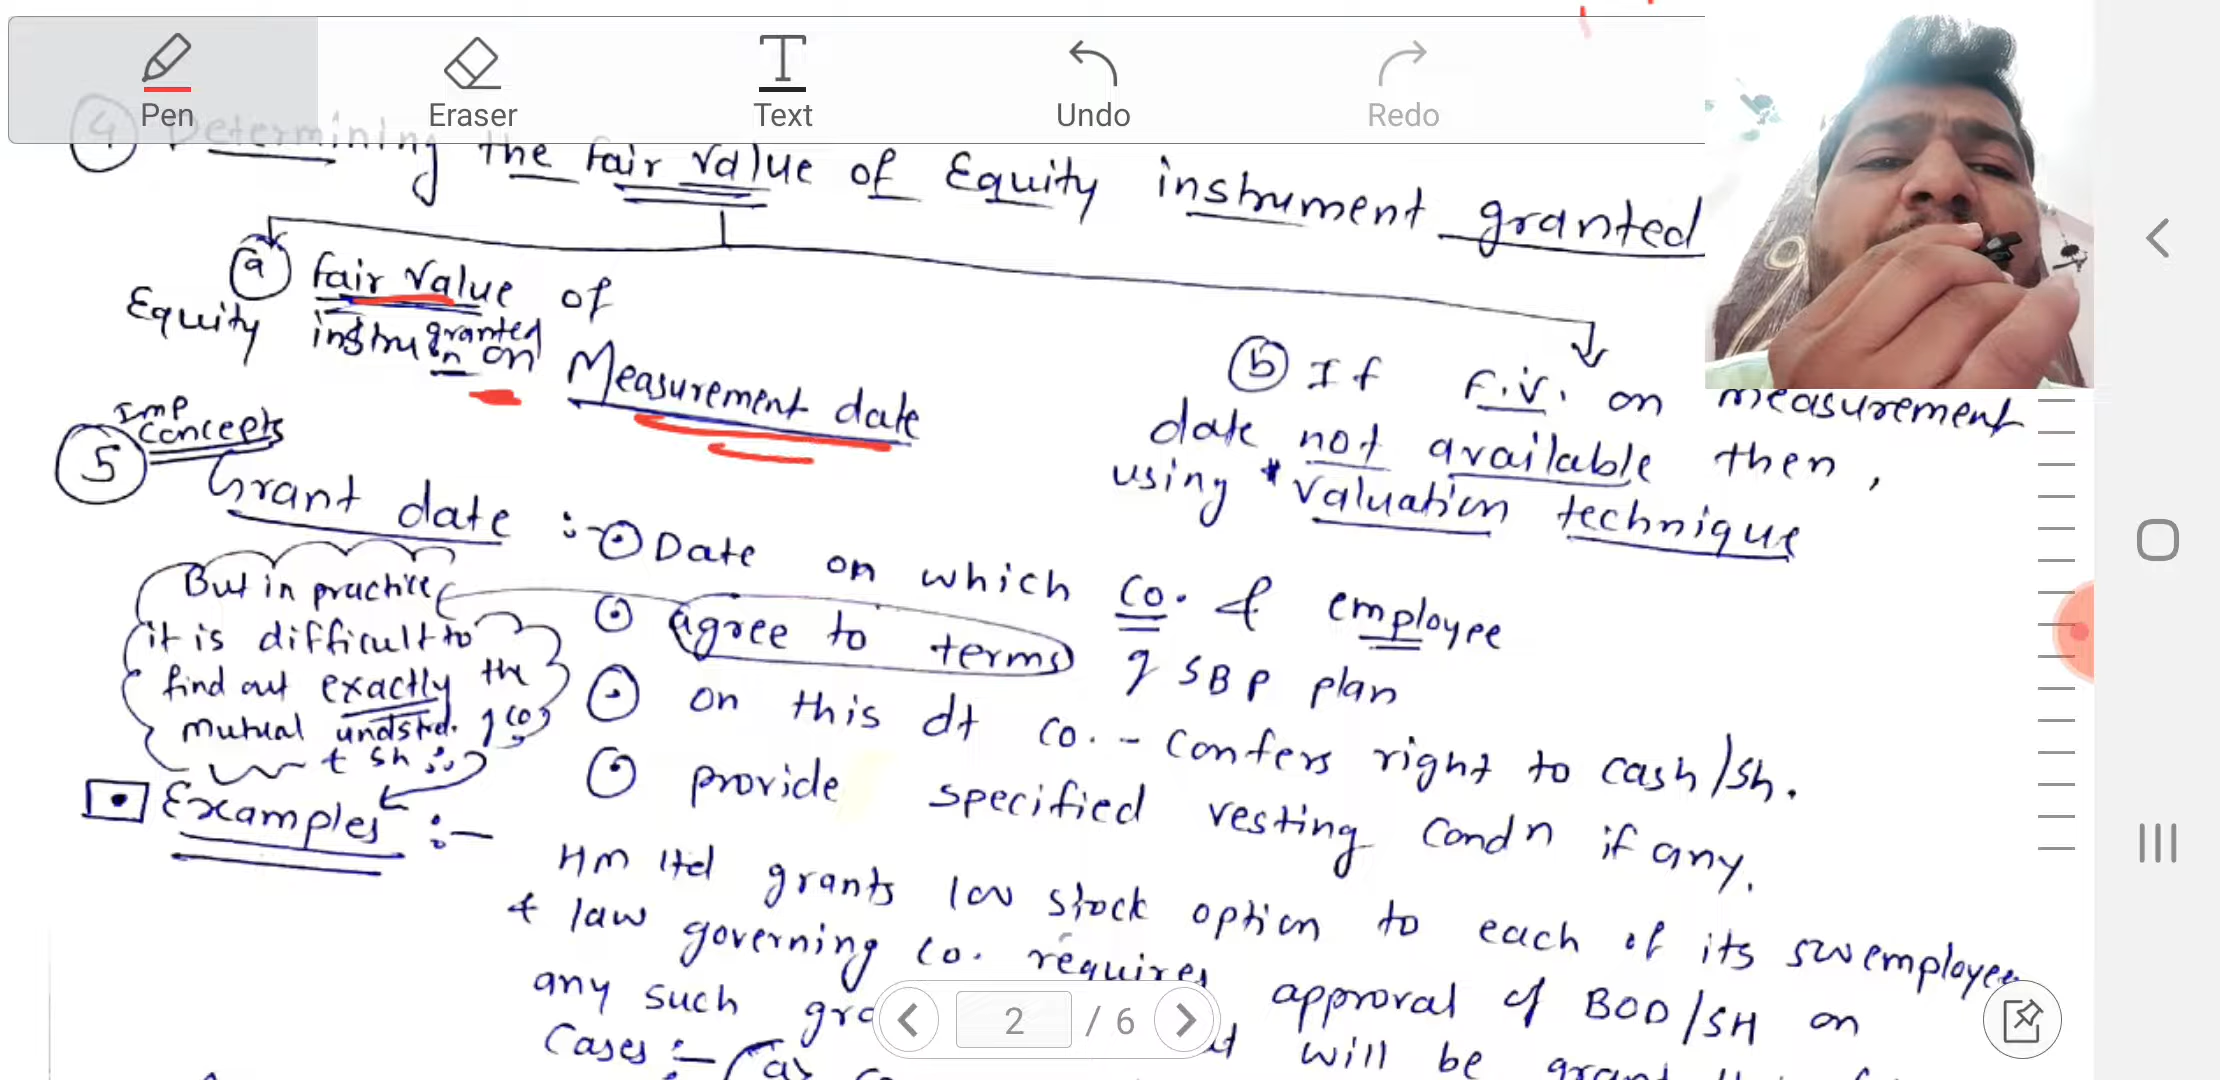 Pen
Eraser
Text
Undo
Redo
4 Determining the fair value of Equity instrument granted
a fair value of
Equity instru granted
n on Measurement date
b If F.V. on measurement
date not available then,
using * valuation technique
5 Imp
Concepts
Grant date :- Date on which Co. & employee
agree to terms of SBP plan
on this dt co. - confers right to cash/sh.
provide specified vesting Condn if any.
But in practice
it is difficult to
find out exactly the
mutual undstd. of co
+ sh
Examples :-
HM ltd grants 100 stock option to each of its 500 employees
+ law governing co. requires approval of BOD/SH on
any such
Cases :-
will be
2 / 6